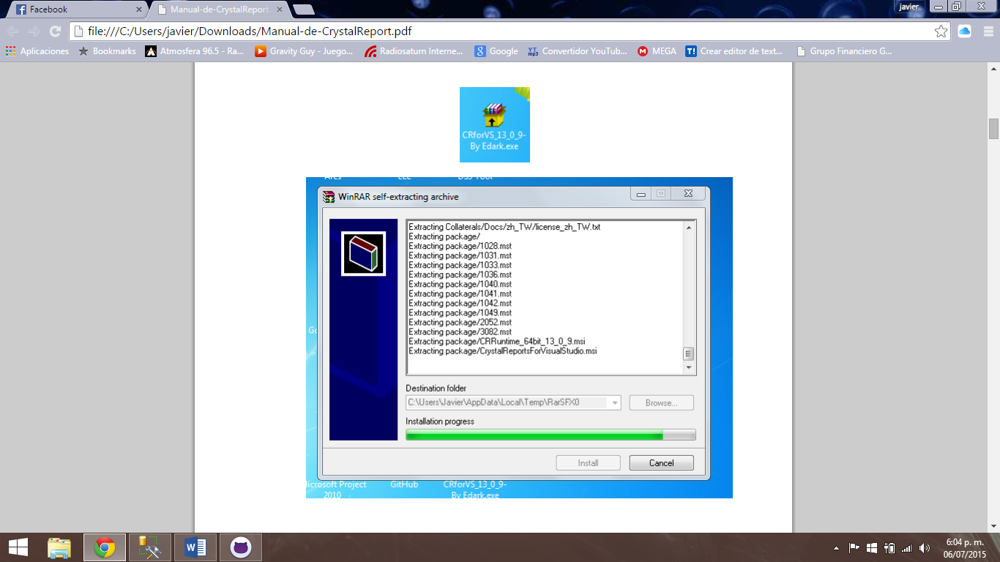 Facebook
Manual-de-CrystalReport.
javier
file:///C:/Users/javier/Downloads/Manual-de-CrystalReport.pdf
Aplicaciones
Bookmarks
Atmosfera 96.5 - Ra...
Gravity Guy - Juego...
Radiosaturn Interne...
Google
YT mp3
Convertidor YouTub...
MEGA
T!
Crear editor de text...
Grupo Financiero G...
CRforVS_13_0_9-
By Edark.exe
WinRAR self-extracting archive
Extracting Collaterals/Docs/zh_TW/license_zh_TW.txt
Extracting package/
Extracting package/1028.mst
Extracting package/1031.mst
Extracting package/1033.mst
Extracting package/1036.mst
Extracting package/1040.mst
Extracting package/1041.mst
Extracting package/1042.mst
Extracting package/1049.mst
Extracting package/2052.mst
Extracting package/3082.mst
Extracting package/CRRuntime_64bit_13_0_9.msi
Extracting package/CrystalReportsForVisualStudio.msi
Destination folder
C:\Users\Javier\AppData\Local\Temp\RarSFX0
Browse...
Installation progress
Install
Cancel
icrosoft Project
2010
GitHub
CRforVS_13_0_9-
By Edark.exe
6:04 p. m.
06/07/2015